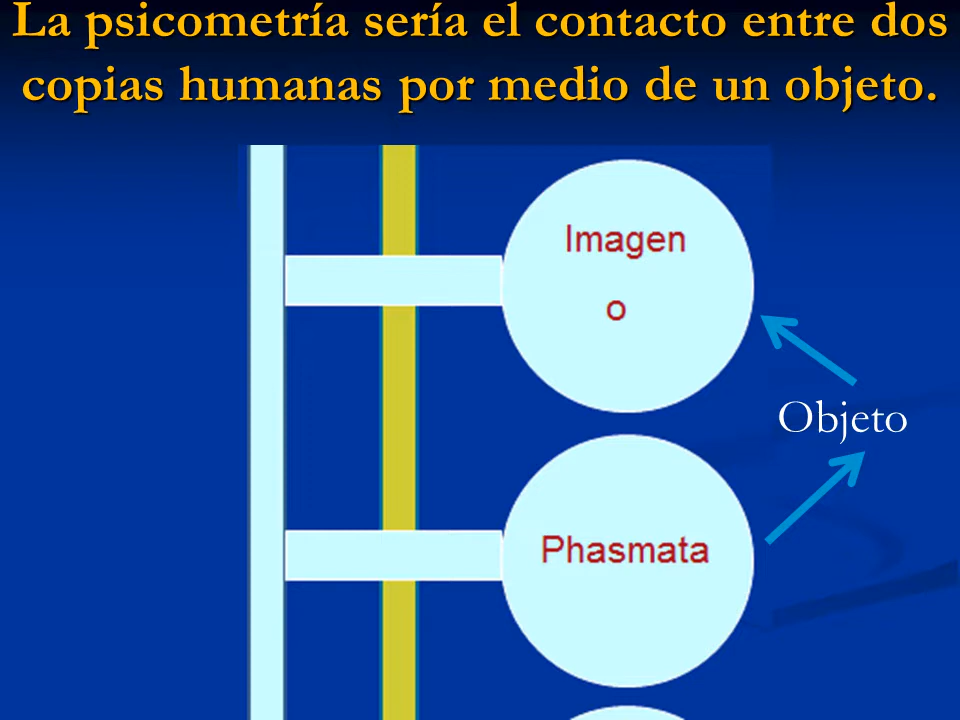 La psicometría sería el contacto entre dos
copias humanas por medio de un objeto.
Imagen
o
Objeto
Phasmata